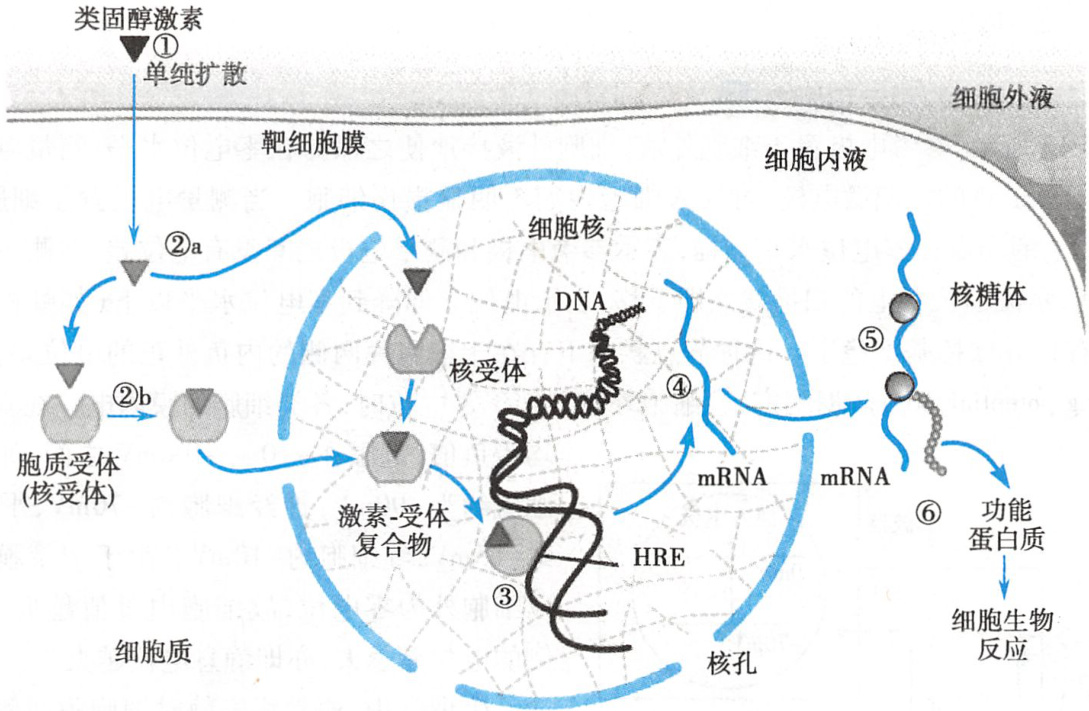 类固醇激素
①
单纯扩散
细胞外液
靶细胞膜
细胞内液
②a
细胞核
DNA
核糖体
⑤
核受体
④
②b
胞质受体
(核受体)
mRNA
mRNA
激素-受体
复合物
⑥
功能
蛋白质
HRE
③
细胞生物
反应
细胞质
核孔